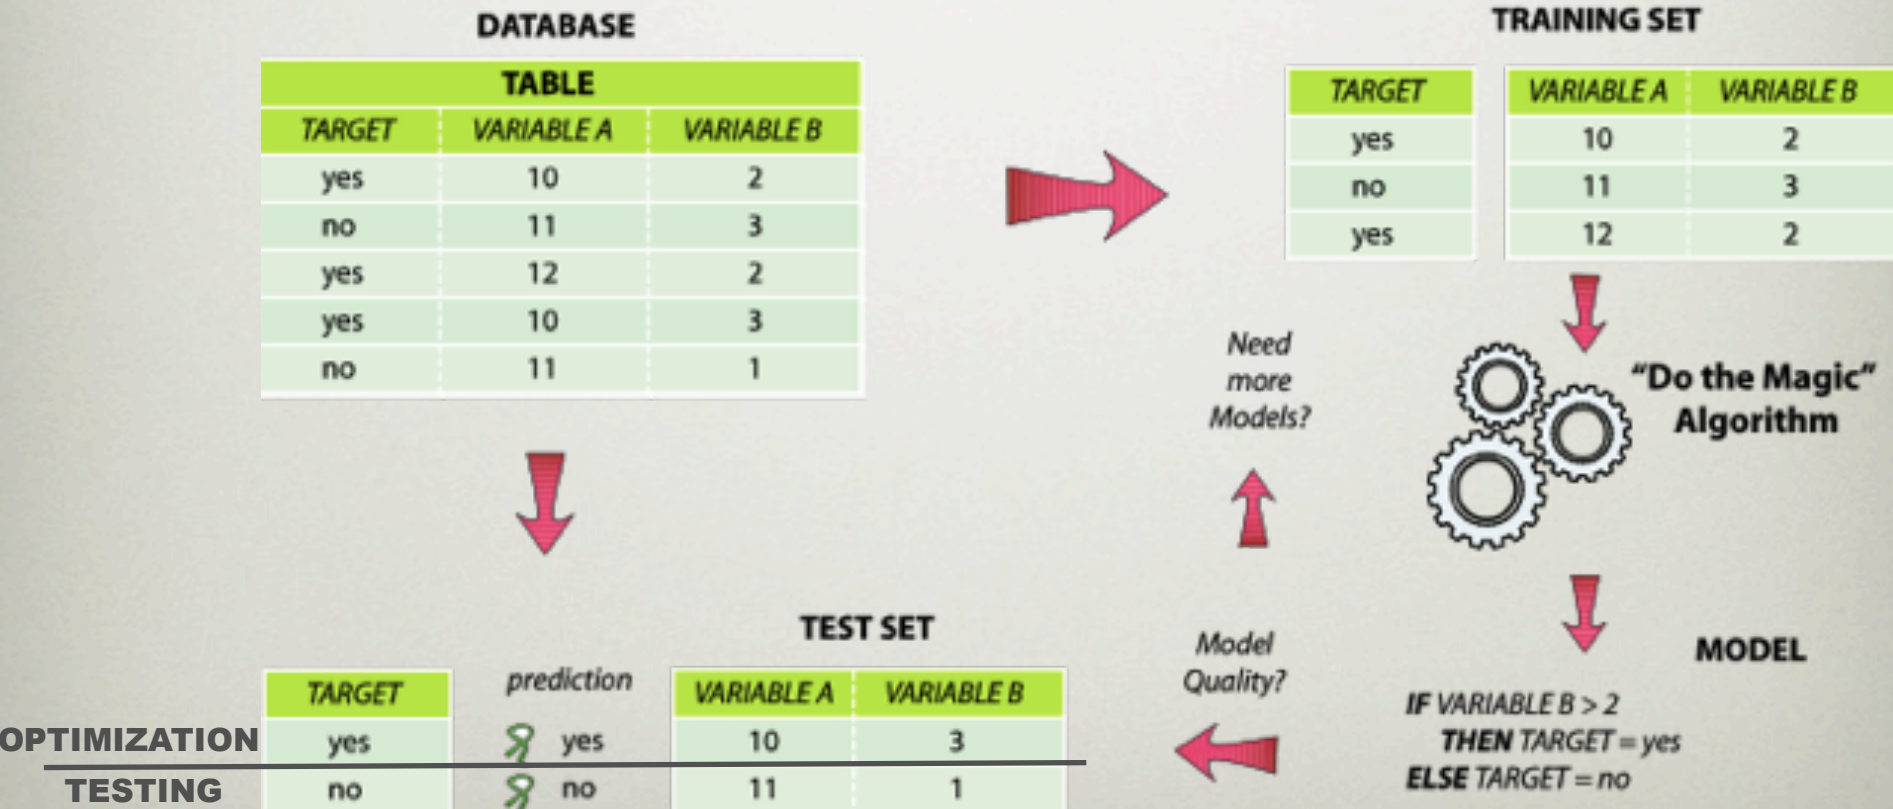 DATABASE
TABLE
TARGET VARIABLE A VARIABLE B
yes 10 2
no 11 3
yes 12 2
yes 10 3
no 11 1
TRAINING SET
TARGET VARIABLE A VARIABLE B
yes 10 2
no 11 3
yes 12 2
"Do the Magic"
Algorithm
Need
more
Models?
MODEL
IF VARIABLE B > 2
THEN TARGET = yes
ELSE TARGET = no
Model
Quality?
TEST SET
TARGET prediction VARIABLE A VARIABLE B
OPTIMIZATION yes yes 10 3
TESTING no no 11 1